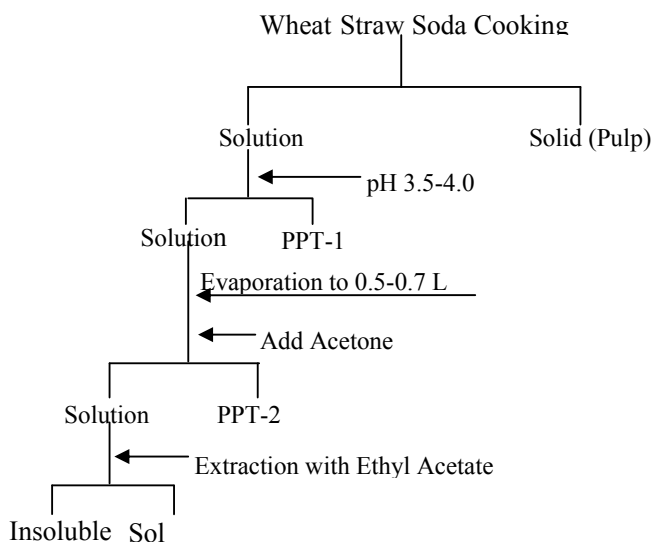 Wheat Straw Soda Cooking
Solution
Solid (Pulp)
pH 3.5-4.0
Solution
PPT-1
Evaporation to 0.5-0.7 L
Add Acetone
Solution
PPT-2
Extraction with Ethyl Acetate
Insoluble
Sol